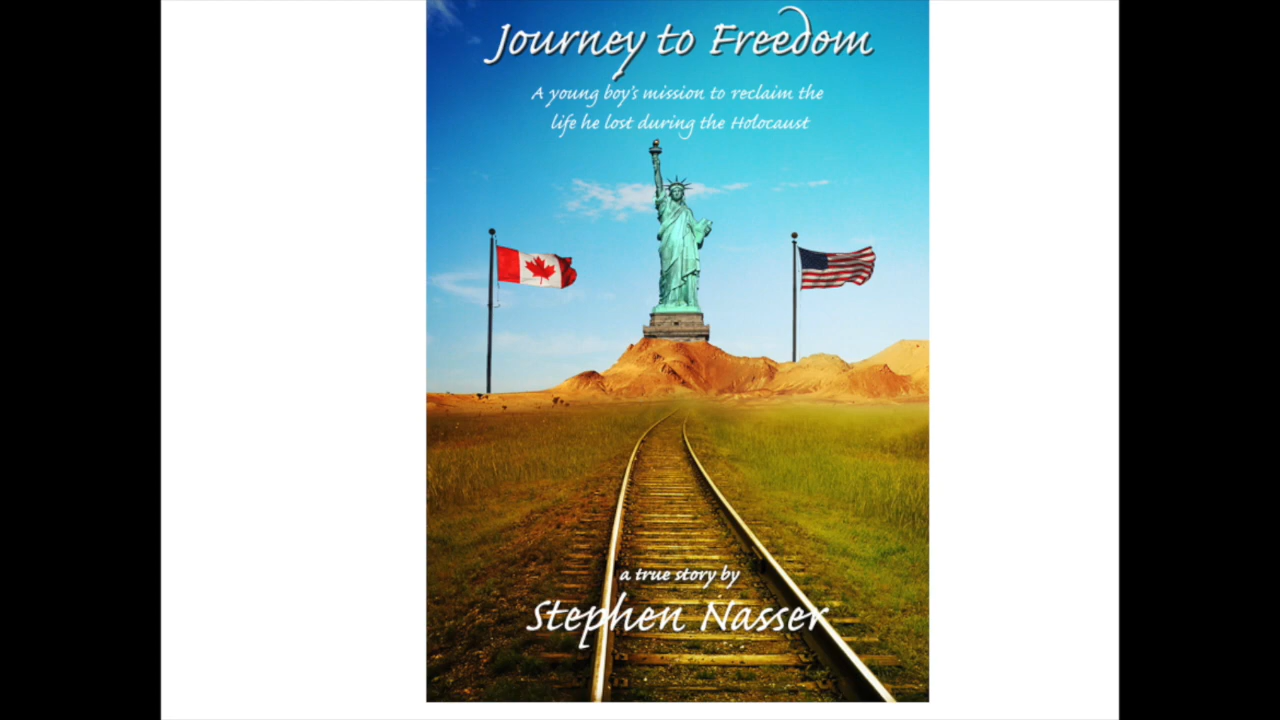 Journey to Freedom
A young boy's mission to reclaim the
life he lost during the Holocaust
a true story by
Stephen Nasser